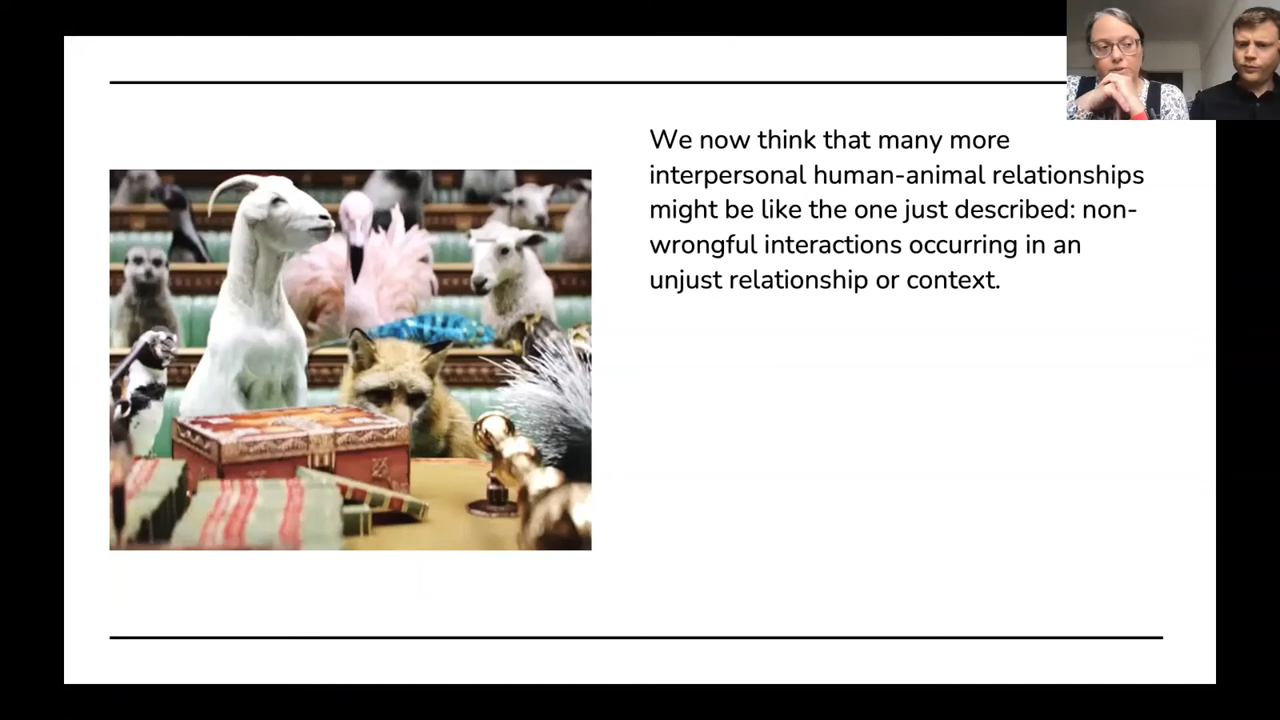 We now think that many more
interpersonal human-animal relationships
might be like the one just described: non-
wrongful interactions occurring in an
unjust relationship or context.